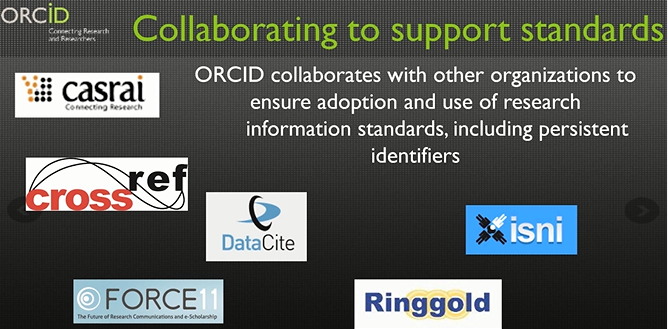 ORCID
Connecting Research
and Researchers
Collaborating to support standards
ORCID collaborates with other organizations to
ensure adoption and use of research
information standards, including persistent
identifiers
casrai
Connecting Research
crossref
DataCite
isni
FORCE11
The Future of Research Communications and e-Scholarship
Ringgold